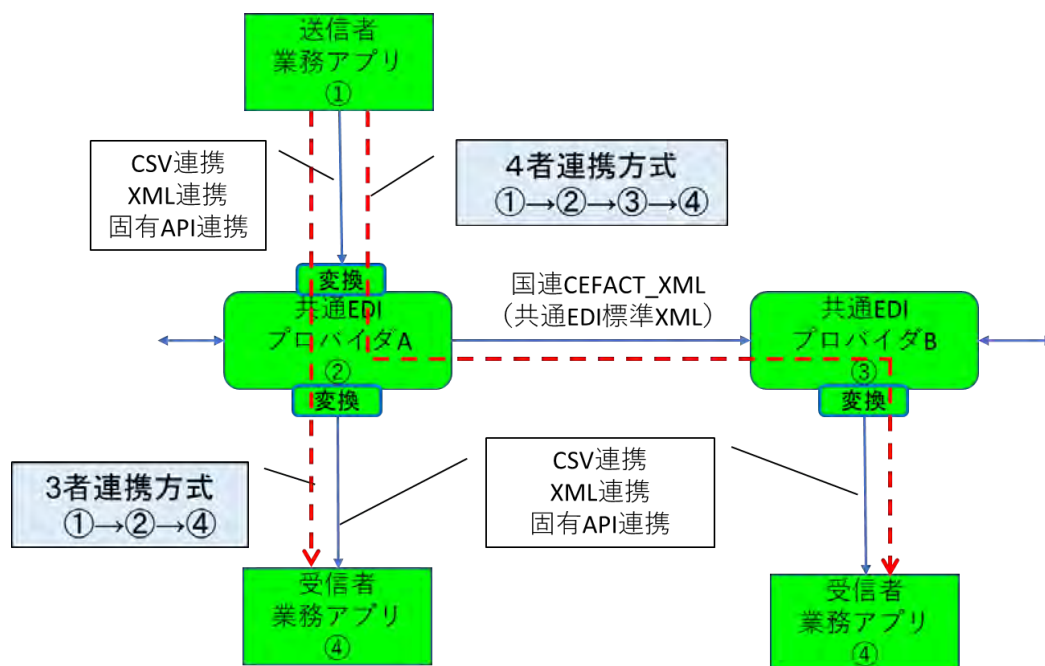 送信者
業務アプリ
①
CSV連携
XML連携
固有API連携
４者連携方式
①→②→③→④
変換
共通EDI
プロバイダA
②
変換
国連CEFACT_XML
（共通EDI標準XML）
共通EDI
プロバイダB
③
変換
3者連携方式
①→②→④
CSV連携
XML連携
固有API連携
受信者
業務アプリ
④
受信者
業務アプリ
④